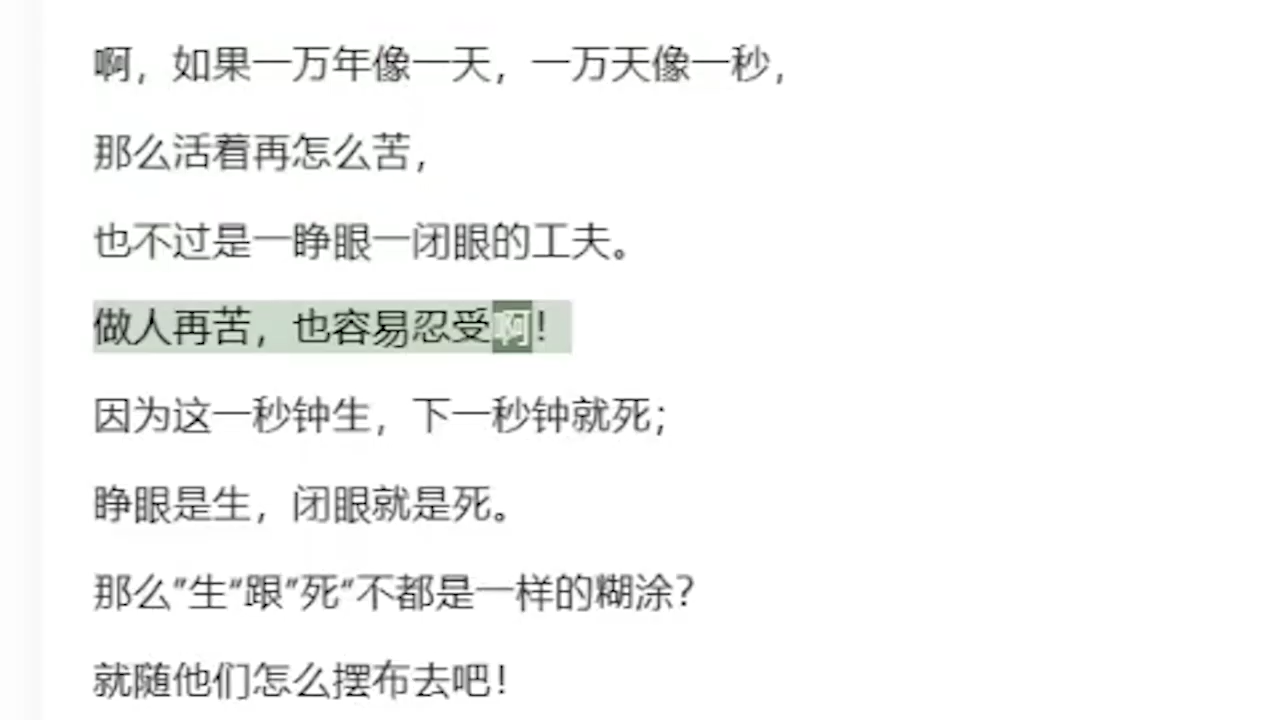 啊，如果一万年像一天，一万天像一秒，
那么活着再怎么苦，
也不过是一睁眼一闭眼的工夫。
做人再苦，也容易忍受啊！
因为这一秒钟生，下一秒钟就死；
睁眼是生，闭眼就是死。
那么”生“跟”死“不都是一样的糊涂？
就随他们怎么摆布去吧！